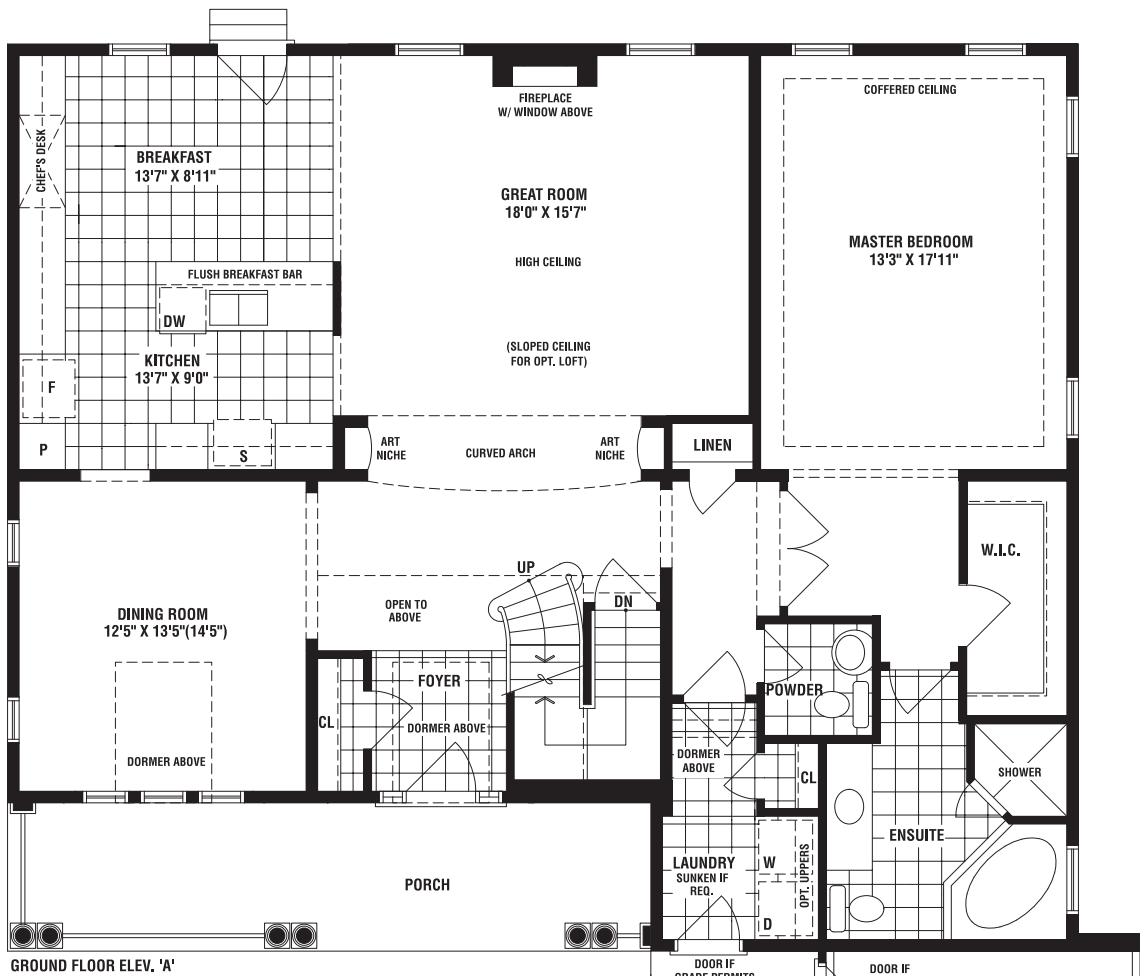 FIREPLACE
W/ WINDOW ABOVE
COFFERED CEILING
CHEF'S DESK
BREAKFAST
13'7" X 8'11"
GREAT ROOM
18'0" X 15'7"
MASTER BEDROOM
13'3" X 17'11"
HIGH CEILING
FLUSH BREAKFAST BAR
DW
(SLOPED CEILING
FOR OPT. LOFT)
KITCHEN
13'7" X 9'0"
F
P
S
ART
NICHE
CURVED ARCH
ART
NICHE
LINEN
W.I.C.
UP
DN
OPEN TO
ABOVE
DINING ROOM
12'5" X 13'5"(14'5")
FOYER
POWDER
CL
DORMER ABOVE
DORMER ABOVE
DORMER
ABOVE
CL
SHOWER
ENSUITE
LAUNDRY
SUNKEN IF
REQ.
W
D
OPT. UPPERS
PORCH
GROUND FLOOR ELEV. 'A'
DOOR IF
GRADE PERMITS
DOOR IF